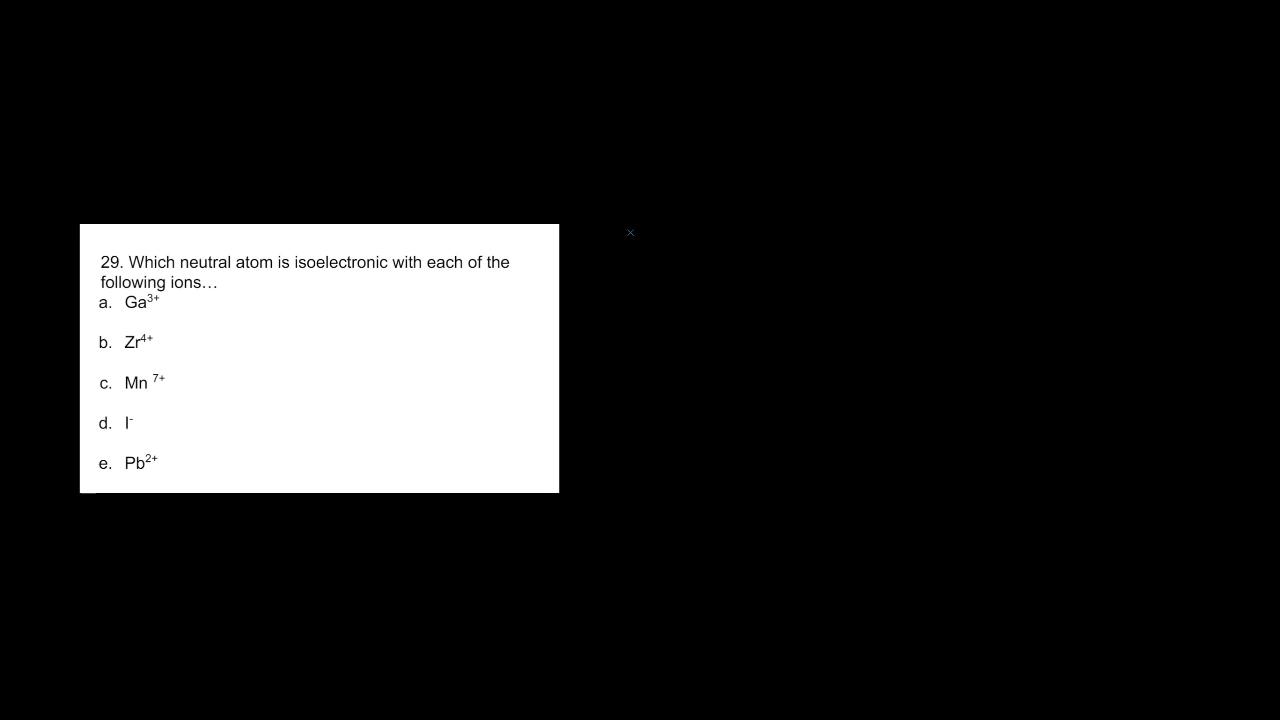 29. Which neutral atom is isoelectronic with each of the
following ions…
a. Ga³⁺
b. Zr⁴⁺
c. Mn ⁷⁺
d. I⁻
e. Pb²⁺